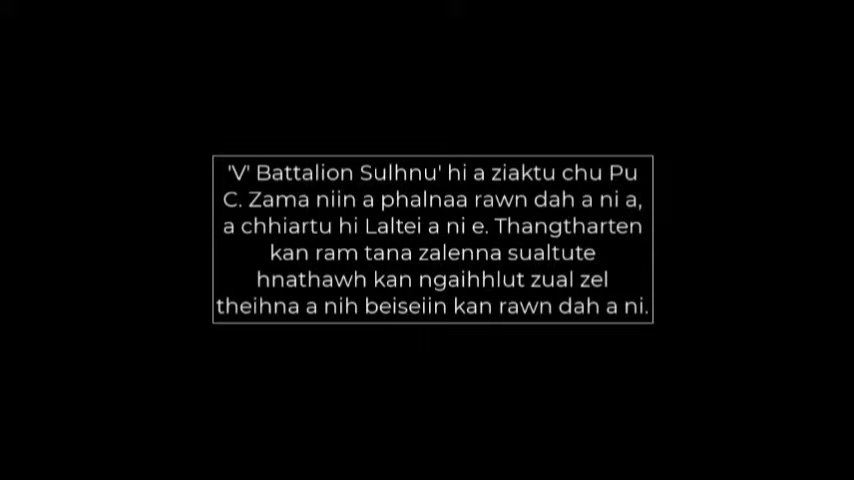 'V' Battalion Sulhnu' hi a ziaktu chu Pu
C. Zama niin a phalnaa rawn dah a ni a,
a chhiartu hi Laltei a ni e. Thangtharten
kan ram tana zalenna sualtute
hnathawh kan ngaihhlut zual zel
theihna a nih beiseiin kan rawn dah a ni.